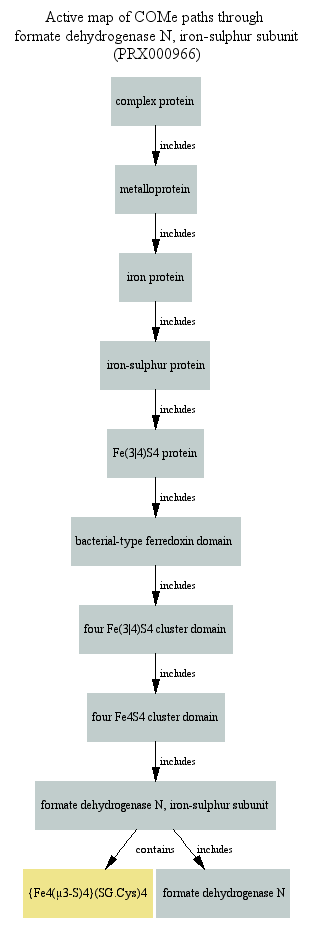 Active map of COMe paths through
formate dehydrogenase N, iron-sulphur subunit
(PRX000966)
complex protein
includes
metalloprotein
includes
iron protein
includes
iron-sulphur protein
includes
Fe(3|4)S4 protein
includes
bacterial-type ferredoxin domain
includes
four Fe(3|4)S4 cluster domain
includes
four Fe4S4 cluster domain
includes
formate dehydrogenase N, iron-sulphur subunit
contains includes
{Fe4(μ3-S)4}(SG.Cys)4 formate dehydrogenase N